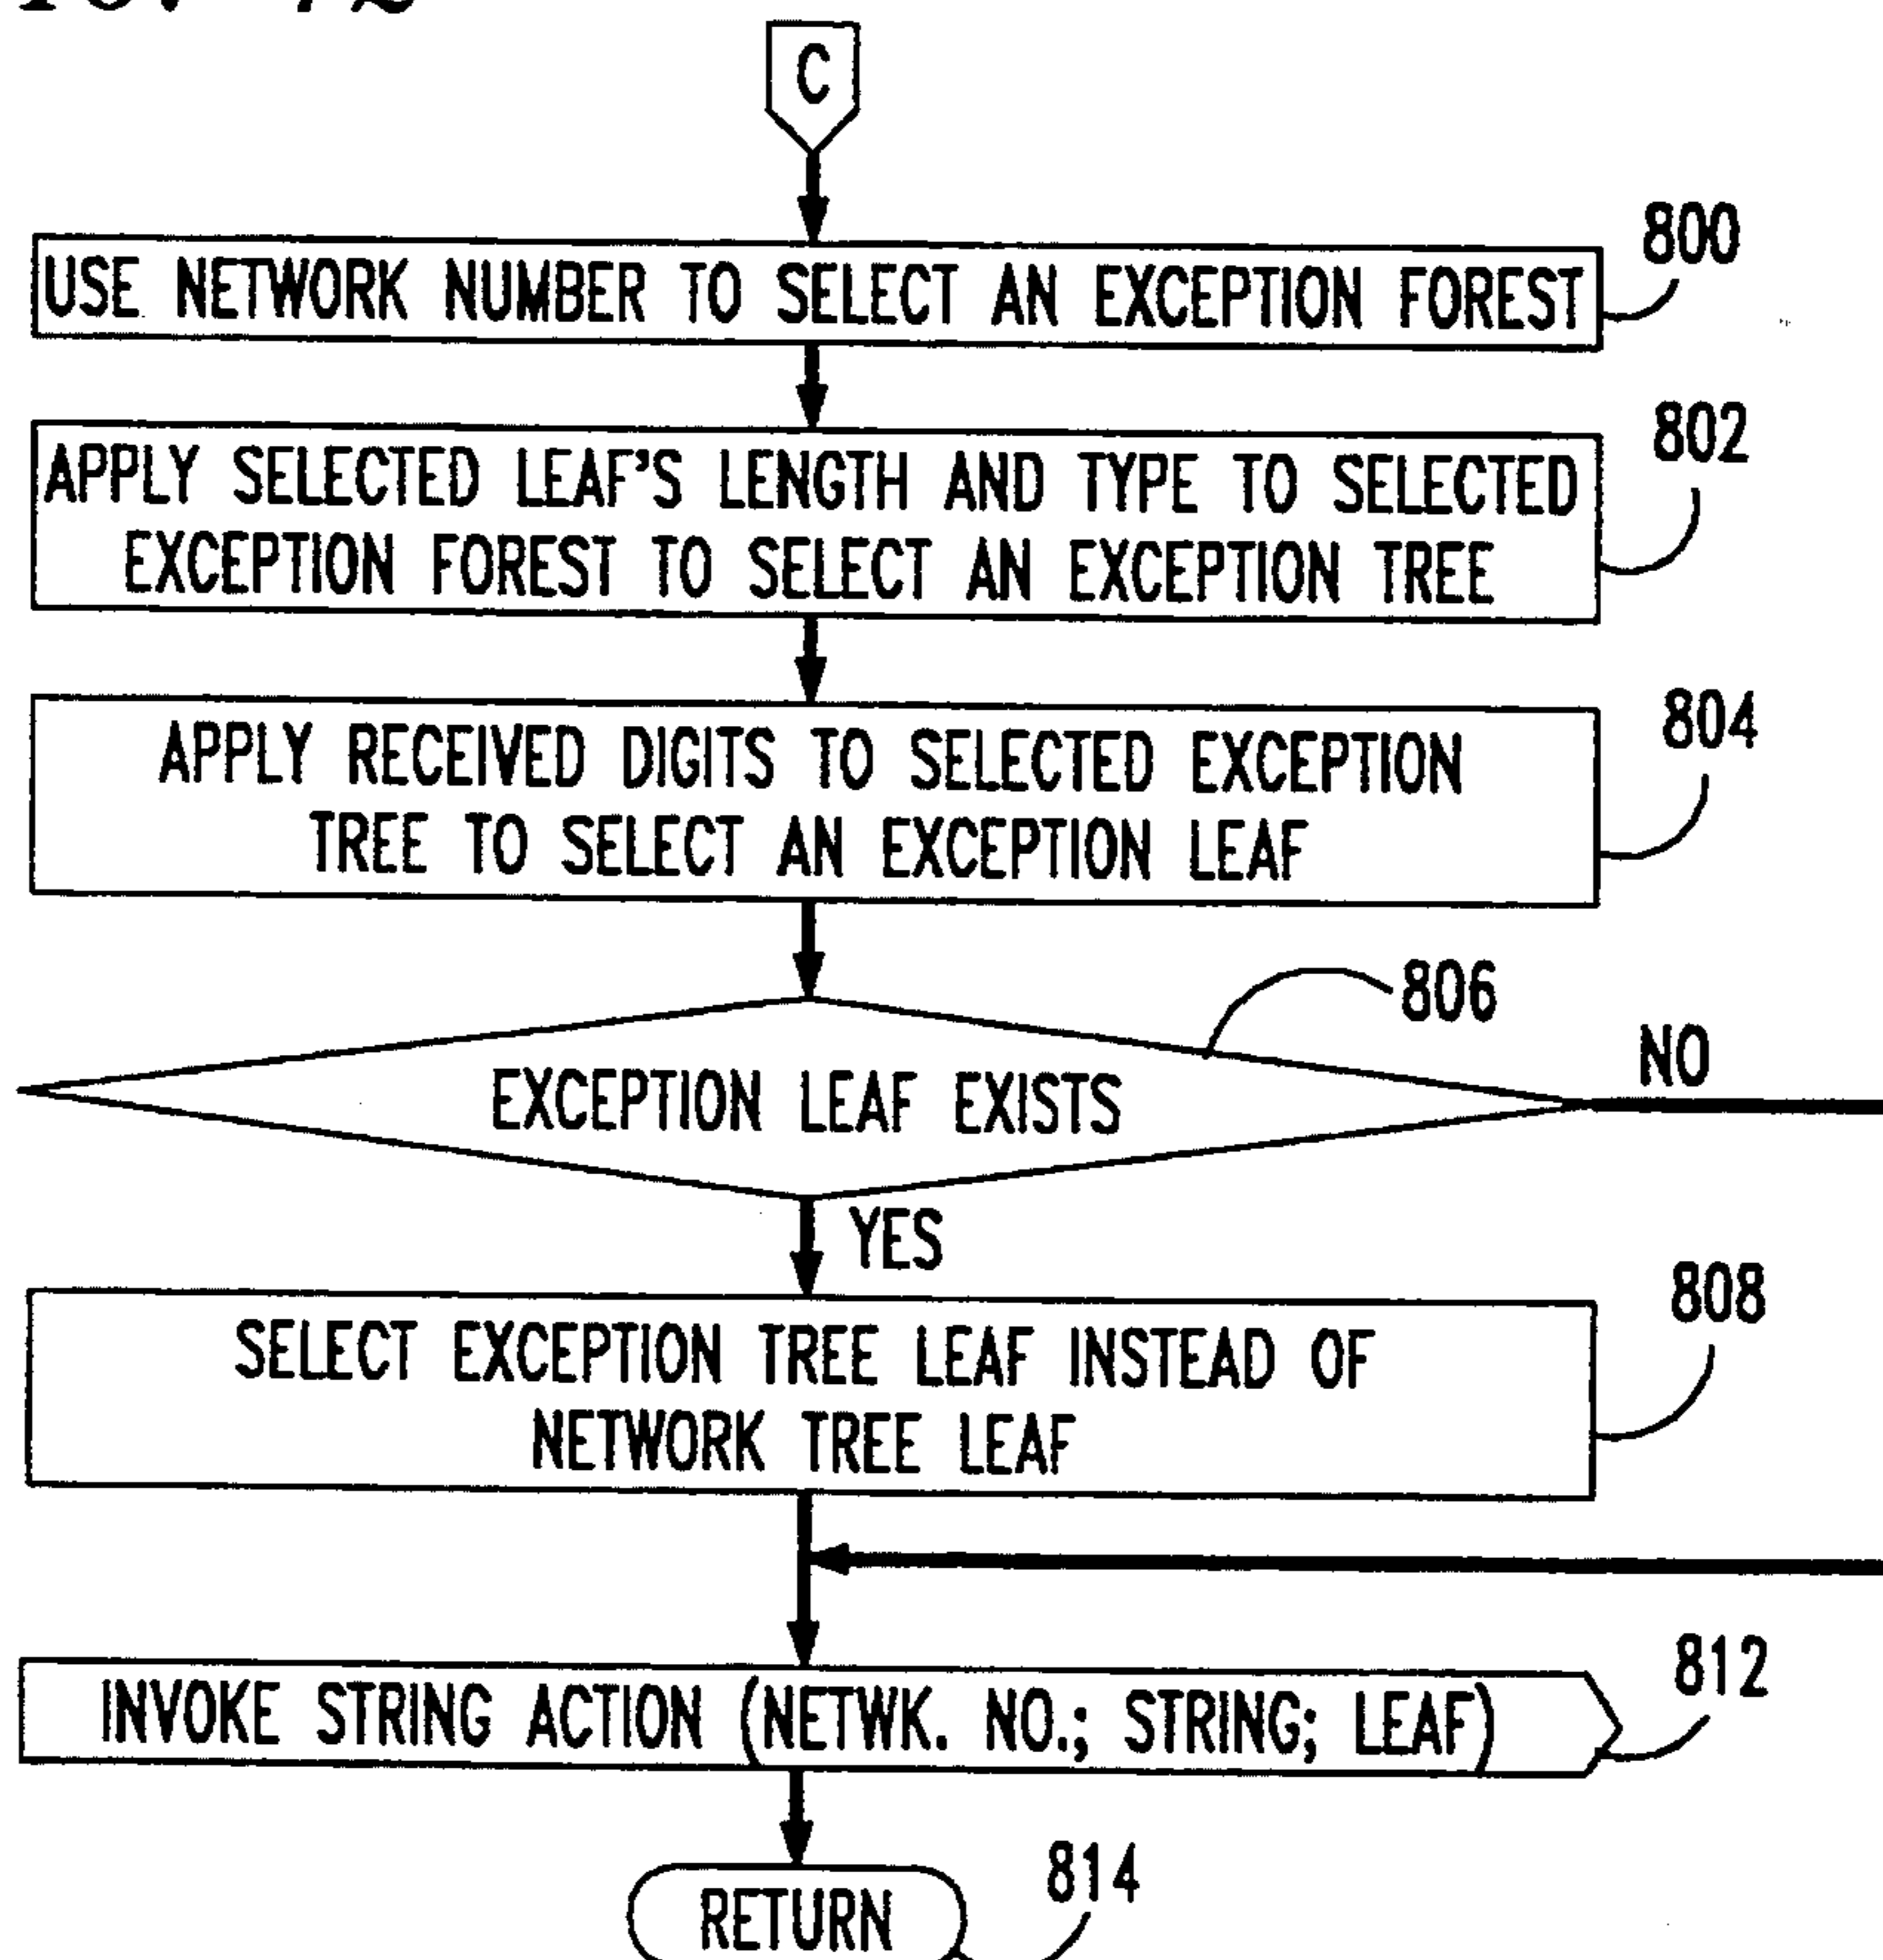 C
800
USE NETWORK NUMBER TO SELECT AN EXCEPTION FOREST
802
APPLY SELECTED LEAF'S LENGTH AND TYPE TO SELECTED
EXCEPTION FOREST TO SELECT AN EXCEPTION TREE
804
APPLY RECEIVED DIGITS TO SELECTED EXCEPTION
TREE TO SELECT AN EXCEPTION LEAF
806
NO
EXCEPTION LEAF EXISTS
YES
808
SELECT EXCEPTION TREE LEAF INSTEAD OF
NETWORK TREE LEAF
812
INVOKE STRING ACTION (NETWK. NO.; STRING; LEAF)
814
RETURN